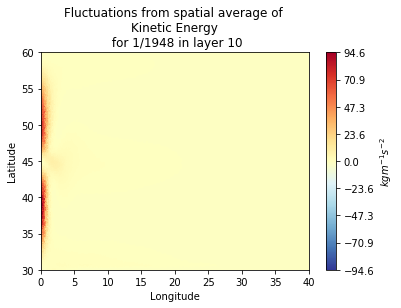 Fluctuations from spatial average of
Kinetic Energy
for 1/1948 in layer 10
60
55
50
45
40
35
30
Latitude
0 5 10 15 20 25 30 35 40
Longitude
94.6
70.9
47.3
23.6
0.0
−23.6
−47.3
−70.9
−94.6
kgm⁻¹s⁻²